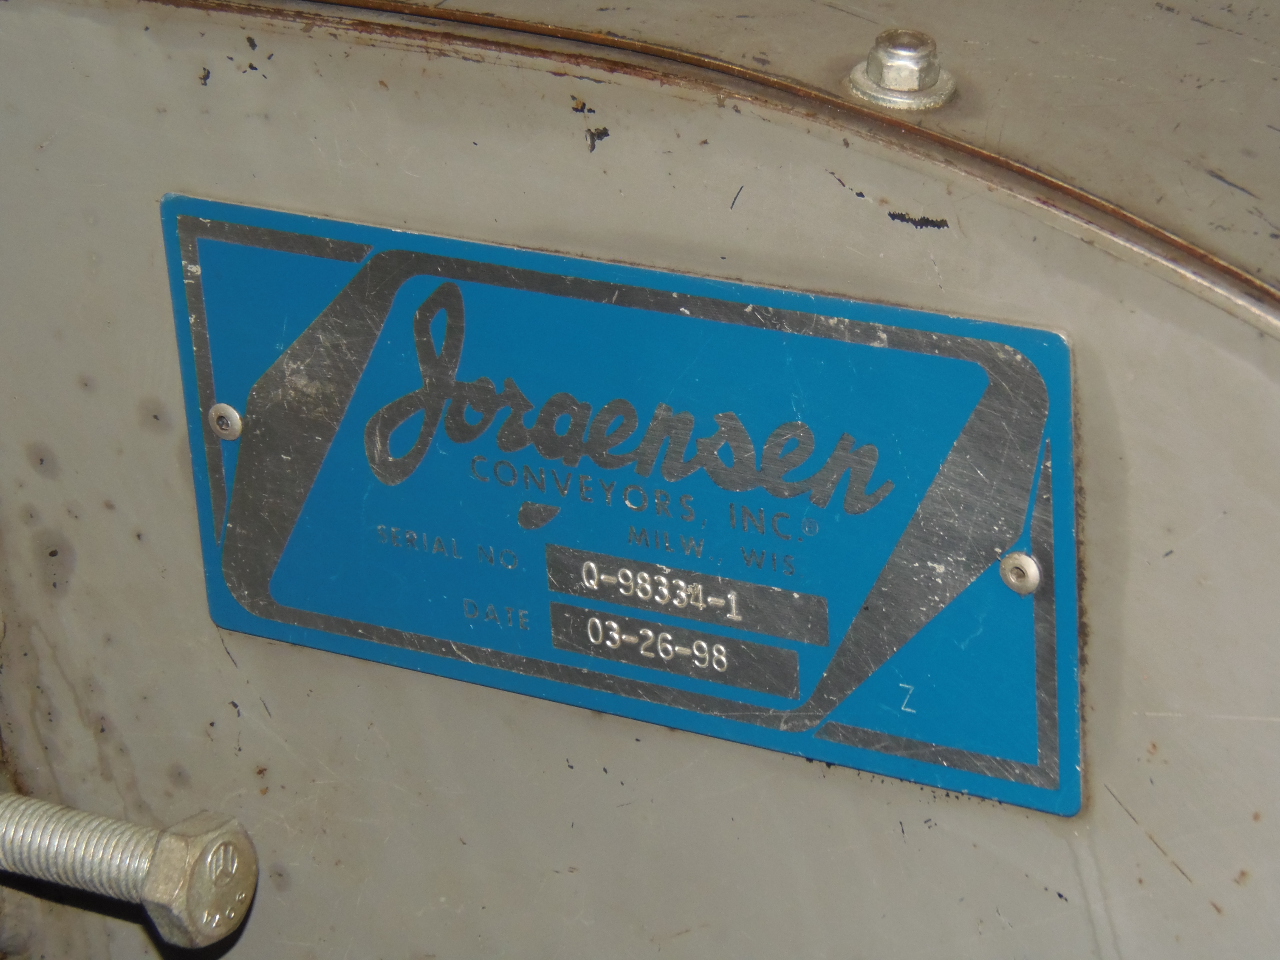 Jorgensen
CONVEYORS, INC.®
MILW., WIS.
SERIAL NO. Q-98334-1
DATE 03-26-98
Z